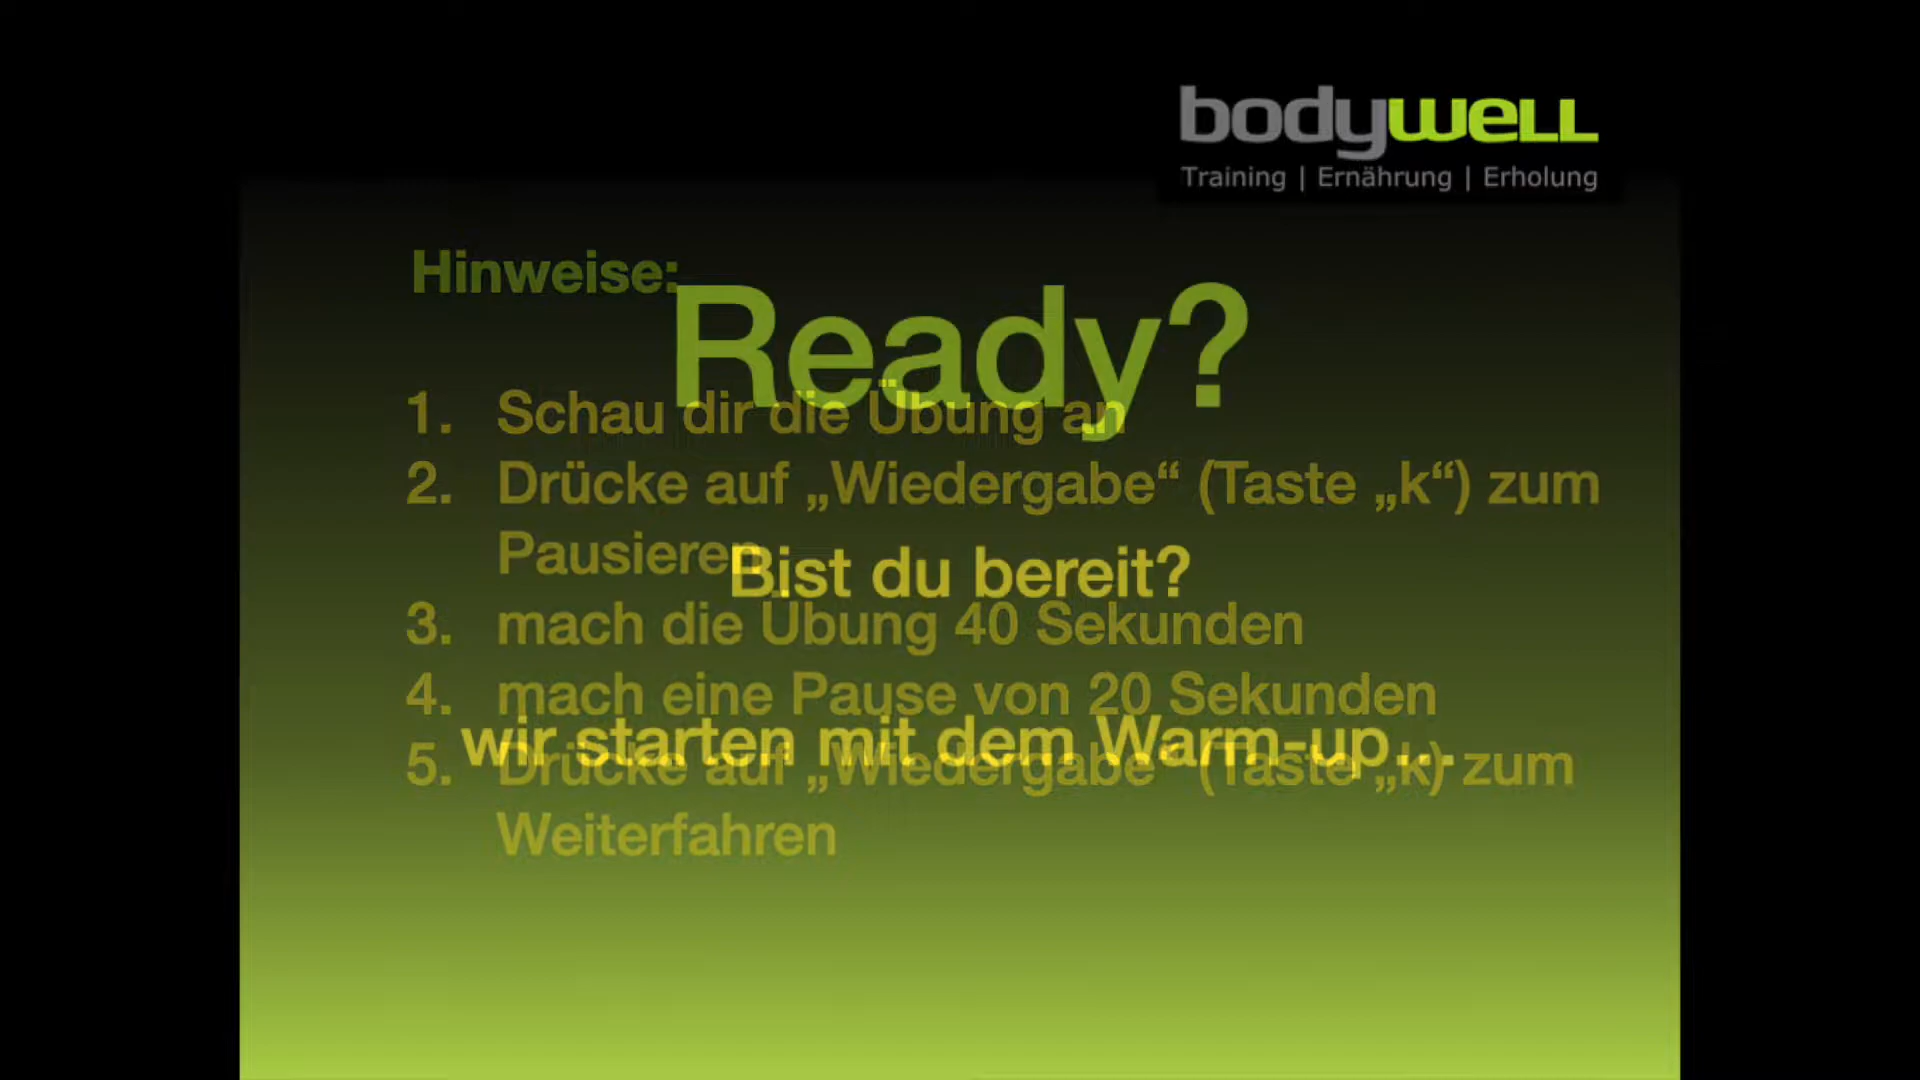 bodywell
Training | Ernährung | Erholung
Hinweise:
Ready?
1. Schau dir die Übung an
2. Drücke auf „Wiedergabe“ (Taste „k“) zum
Pausieren
Bist du bereit?
3. mach die Übung 40 Sekunden
4. mach eine Pause von 20 Sekunden
wir starten mit dem Warm-up...
5. Drücke auf „Wiedergabe“ (Taste „k) zum
Weiterfahren